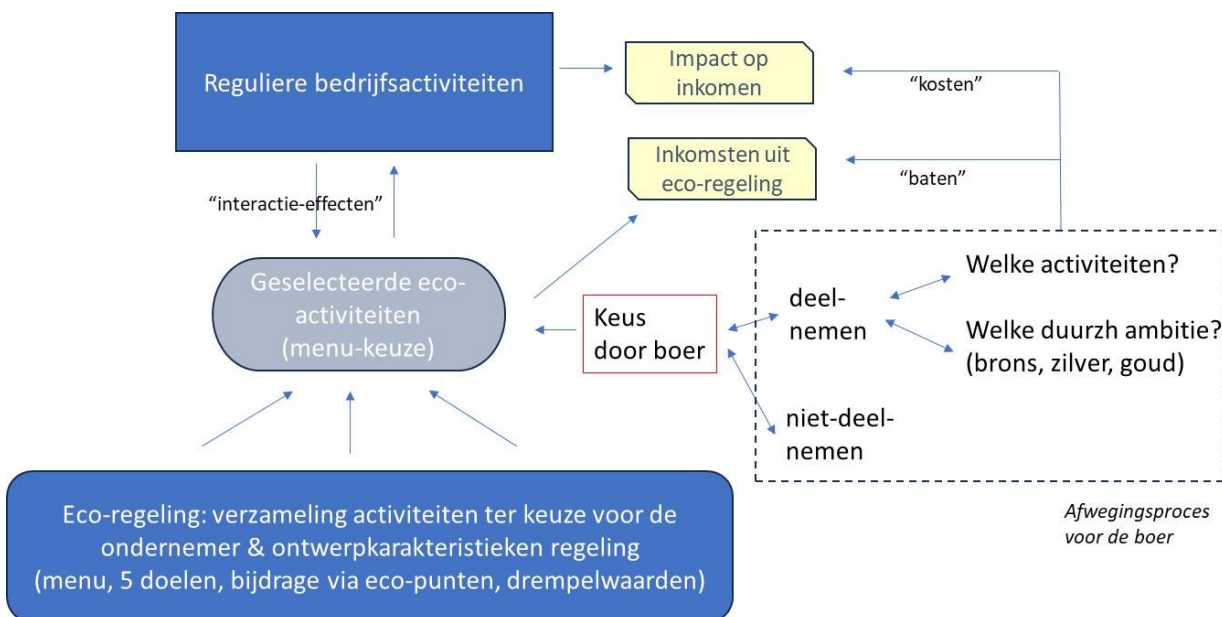 Reguliere bedrijfsactiviteiten
Impact op
inkomen
“kosten”
Inkomsten uit
eco-regeling
“baten”
“interactie-effecten”
Geselecteerde eco-
activiteiten
(menu-keuze)
Keus
door boer
deel-
nemen
Welke activiteiten?
Welke duurzh ambitie?
(brons, zilver, goud)
niet-deel-
nemen
Afwegingsproces
voor de boer
Eco-regeling: verzameling activiteiten ter keuze voor de
ondernemer & ontwerpkarakteristieken regeling
(menu, 5 doelen, bijdrage via eco-punten, drempelwaarden)